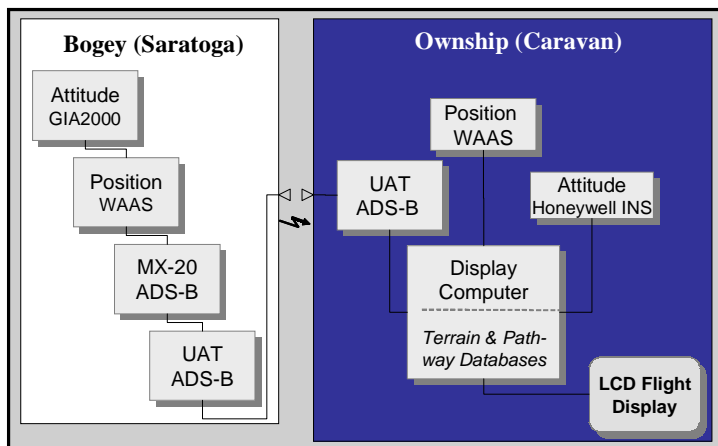 Bogey (Saratoga)
Attitude
GIA2000
Position
WAAS
MX-20
ADS-B
UAT
ADS-B
Ownship (Caravan)
Position
WAAS
UAT
ADS-B
Attitude
Honeywell INS
Display
Computer
Terrain & Path-
way Databases
LCD Flight
Display